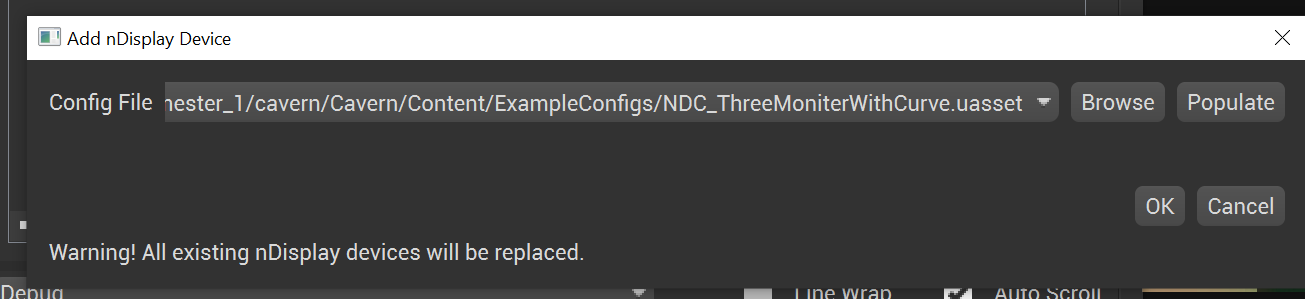 Add nDisplay Device
Config File
nester_1/cavern/Cavern/Content/ExampleConfigs/NDC_ThreeMoniterWithCurve.uasset
Browse
Populate
OK
Cancel
Warning! All existing nDisplay devices will be replaced.
Debug
Line Wrap
Auto Scroll